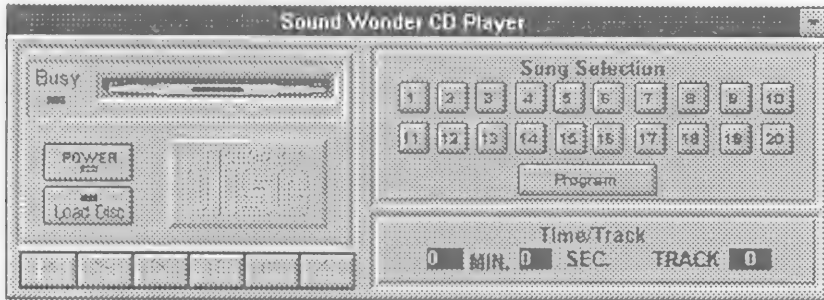 Sound Wonder CD Player
Busy
POWER
Load Disc
Song Selection
1 2 3 4 5 6 7 8 9 10
11 12 13 14 15 16 17 18 19 20
Program
Time/Track
0 MIN. 0 SEC. TRACK 0